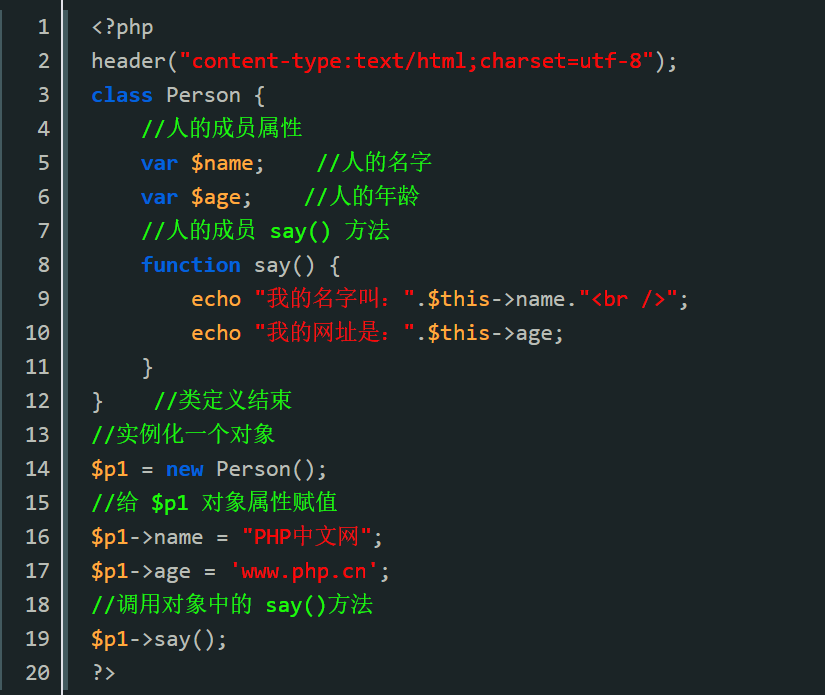 1 <?php
2 header("content-type:text/html;charset=utf-8");
3 class Person {
4     //人的成员属性
5     var $name;    //人的名字
6     var $age;    //人的年龄
7     //人的成员 say() 方法
8     function say() {
9         echo "我的名字叫：".$this->name."<br />";
10         echo "我的网址是：".$this->age;
11     }
12 }    //类定义结束
13 //实例化一个对象
14 $p1 = new Person();
15 //给 $p1 对象属性赋值
16 $p1->name = "PHP中文网";
17 $p1->age = 'www.php.cn';
18 //调用对象中的 say()方法
19 $p1->say();
20 ?>